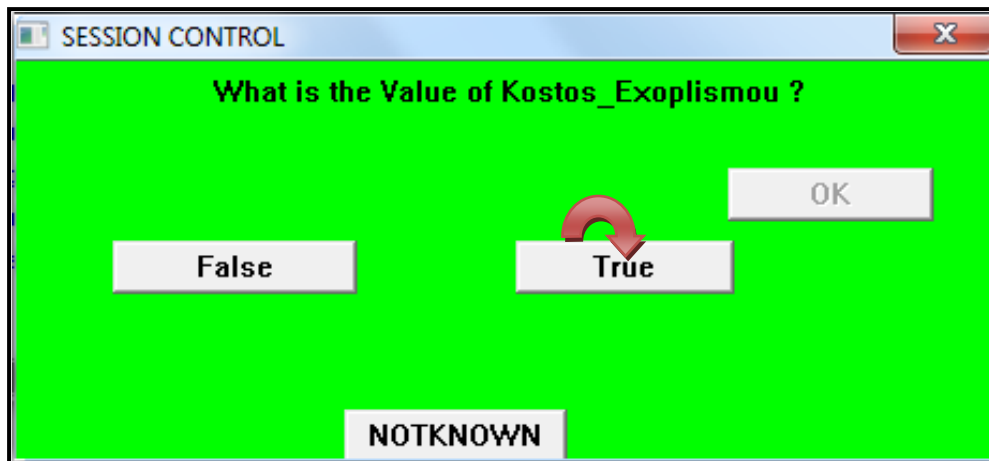 SESSION CONTROL
What is the Value of Kostos_Exoplismou ?
OK
False True
NOTKNOWN